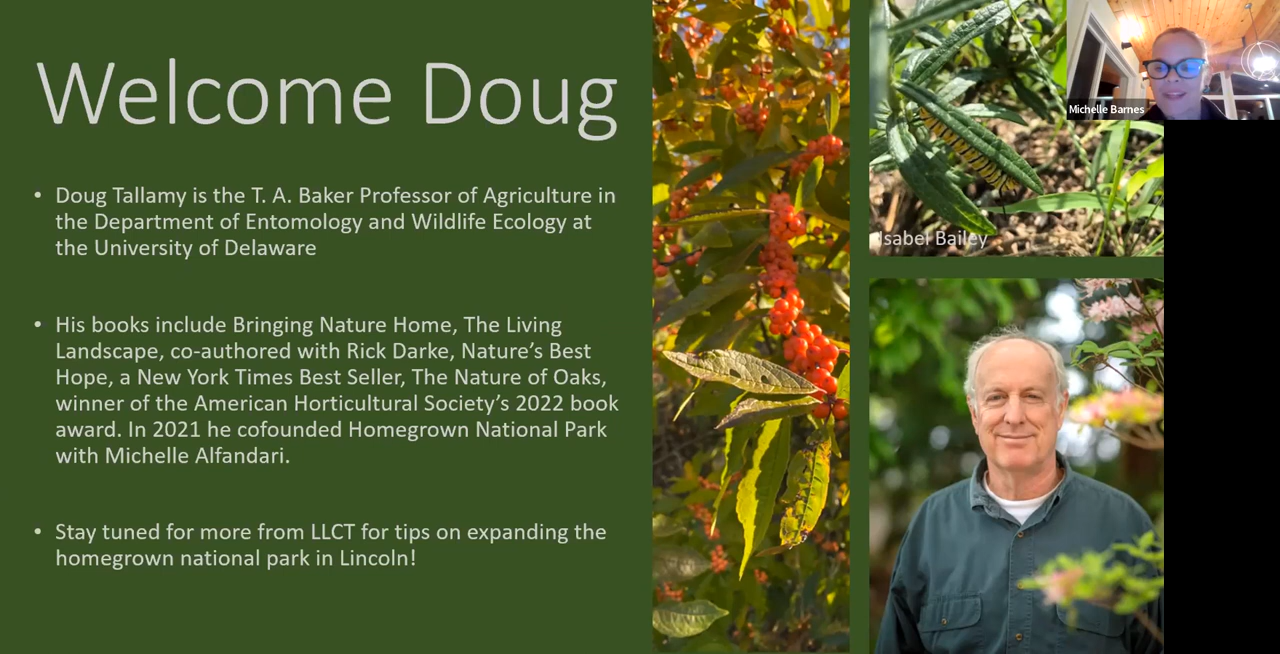 Welcome Doug
• Doug Tallamy is the T. A. Baker Professor of Agriculture in
the Department of Entomology and Wildlife Ecology at
the University of Delaware
• His books include Bringing Nature Home, The Living
Landscape, co-authored with Rick Darke, Nature’s Best
Hope, a New York Times Best Seller, The Nature of Oaks,
winner of the American Horticultural Society’s 2022 book
award. In 2021 he cofounded Homegrown National Park
with Michelle Alfandari.
• Stay tuned for more from LLCT for tips on expanding the
homegrown national park in Lincoln!
Michelle Barnes
Isabel Bailey